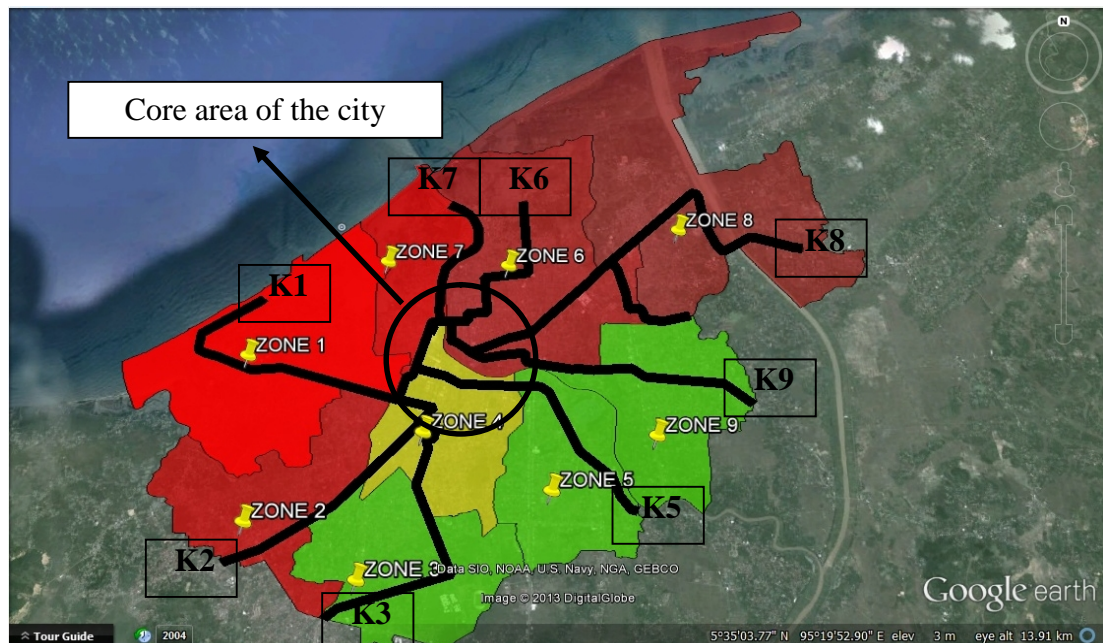 N
Core area of the city
K7
K6
ZONE 8
K8
ZONE 7
ZONE 6
K1
ZONE 1
K9
ZONE 4
ZONE 9
ZONE 5
K5
ZONE 2
K2
ZONE 3
K3
Data SIO, NOAA, U.S. Navy, NGA, GEBCO
Image © 2013 DigitalGlobe
Google earth
Tour Guide
2004
5°35'03.77" N 95°19'52.90" E elev 3 m eye alt 13.91 km